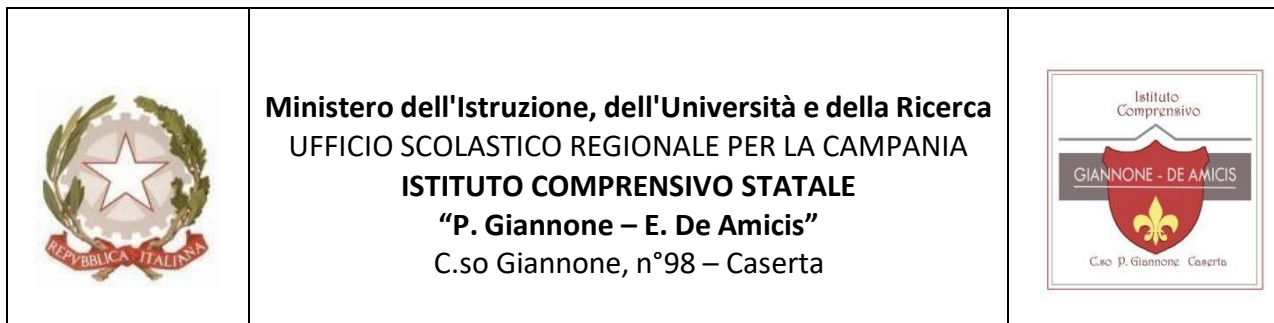 REPVBBLICA ITALIANA
Ministero dell'Istruzione, dell'Università e della Ricerca
UFFICIO SCOLASTICO REGIONALE PER LA CAMPANIA
ISTITUTO COMPRENSIVO STATALE
“P. Giannone – E. De Amicis”
C.so Giannone, n°98 – Caserta
Istituto
Comprensivo
GIANNONE - DE AMICIS
C.so P. Giannone Caserta